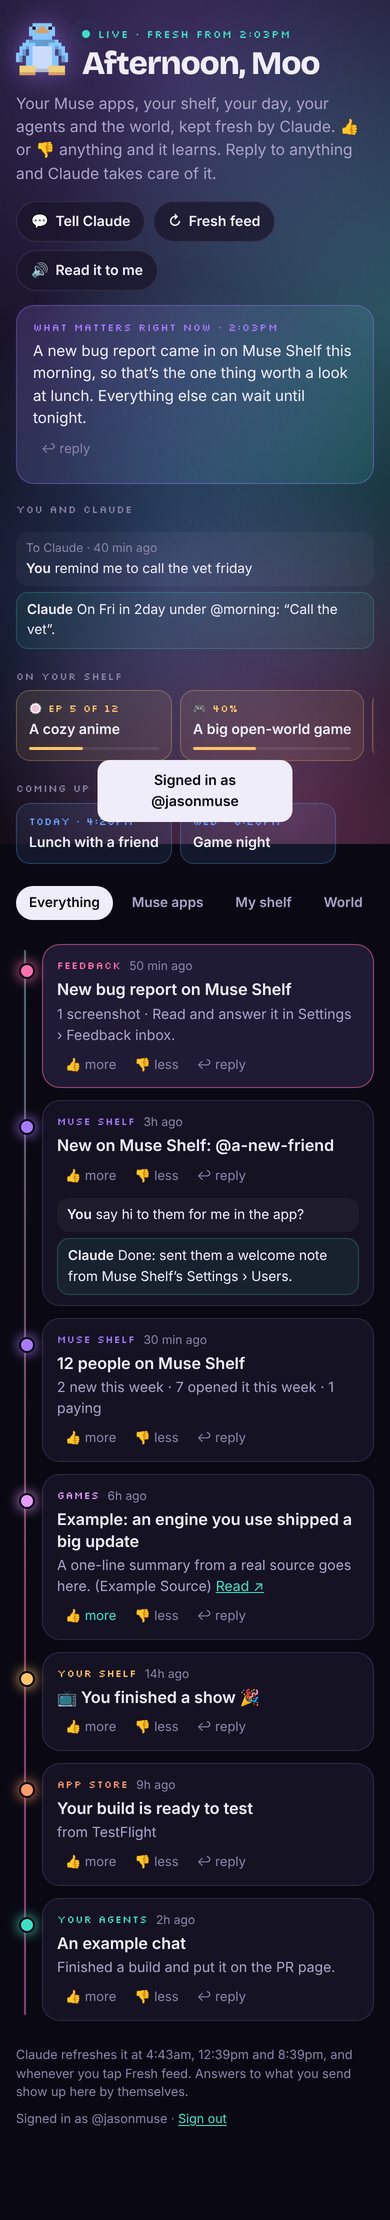 LIVE · FRESH FROM 2:03PM
Afternoon, Moo
Your Muse apps, your shelf, your day, your
agents and the world, kept fresh by Claude. 👍
or 👎 anything and it learns. Reply to anything
and Claude takes care of it.
💬 Tell Claude
↻ Fresh feed
🔊 Read it to me
WHAT MATTERS RIGHT NOW · 2:03PM
A new bug report came in on Muse Shelf this
morning, so that's the one thing worth a look
at lunch. Everything else can wait until
tonight.
↩ reply
YOU AND CLAUDE
To Claude · 40 min ago
You remind me to call the vet friday
Claude On Fri in 2day under @morning: “Call the
vet”.
ON YOUR SHELF
🍥 EP 5 OF 12
A cozy anime
🎮 40%
A big open-world game
Signed in as
@jasonmuse
COMING UP
TODAY
Lunch with a friend
Game night
Everything
Muse apps
My shelf
World
FEEDBACK 50 min ago
New bug report on Muse Shelf
1 screenshot · Read and answer it in Settings
› Feedback inbox.
👍 more 👎 less ↩ reply
MUSE SHELF 3h ago
New on Muse Shelf: @a-new-friend
👍 more 👎 less ↩ reply
You say hi to them for me in the app?
Claude Done: sent them a welcome note
from Muse Shelf’s Settings › Users.
MUSE SHELF 30 min ago
12 people on Muse Shelf
2 new this week · 7 opened it this week · 1
paying
👍 more 👎 less ↩ reply
GAMES 6h ago
Example: an engine you use shipped a
big update
A one-line summary from a real source goes
here. (Example Source) Read ↗
👍 more 👎 less ↩ reply
YOUR SHELF 14h ago
📺 You finished a show 🎉
👍 more 👎 less ↩ reply
APP STORE 9h ago
Your build is ready to test
from TestFlight
👍 more 👎 less ↩ reply
YOUR AGENTS 2h ago
An example chat
Finished a build and put it on the PR page.
👍 more 👎 less ↩ reply
Claude refreshes it at 4:43am, 12:39pm and 8:39pm, and
whenever you tap Fresh feed. Answers to what you send
show up here by themselves.
Signed in as @jasonmuse · Sign out